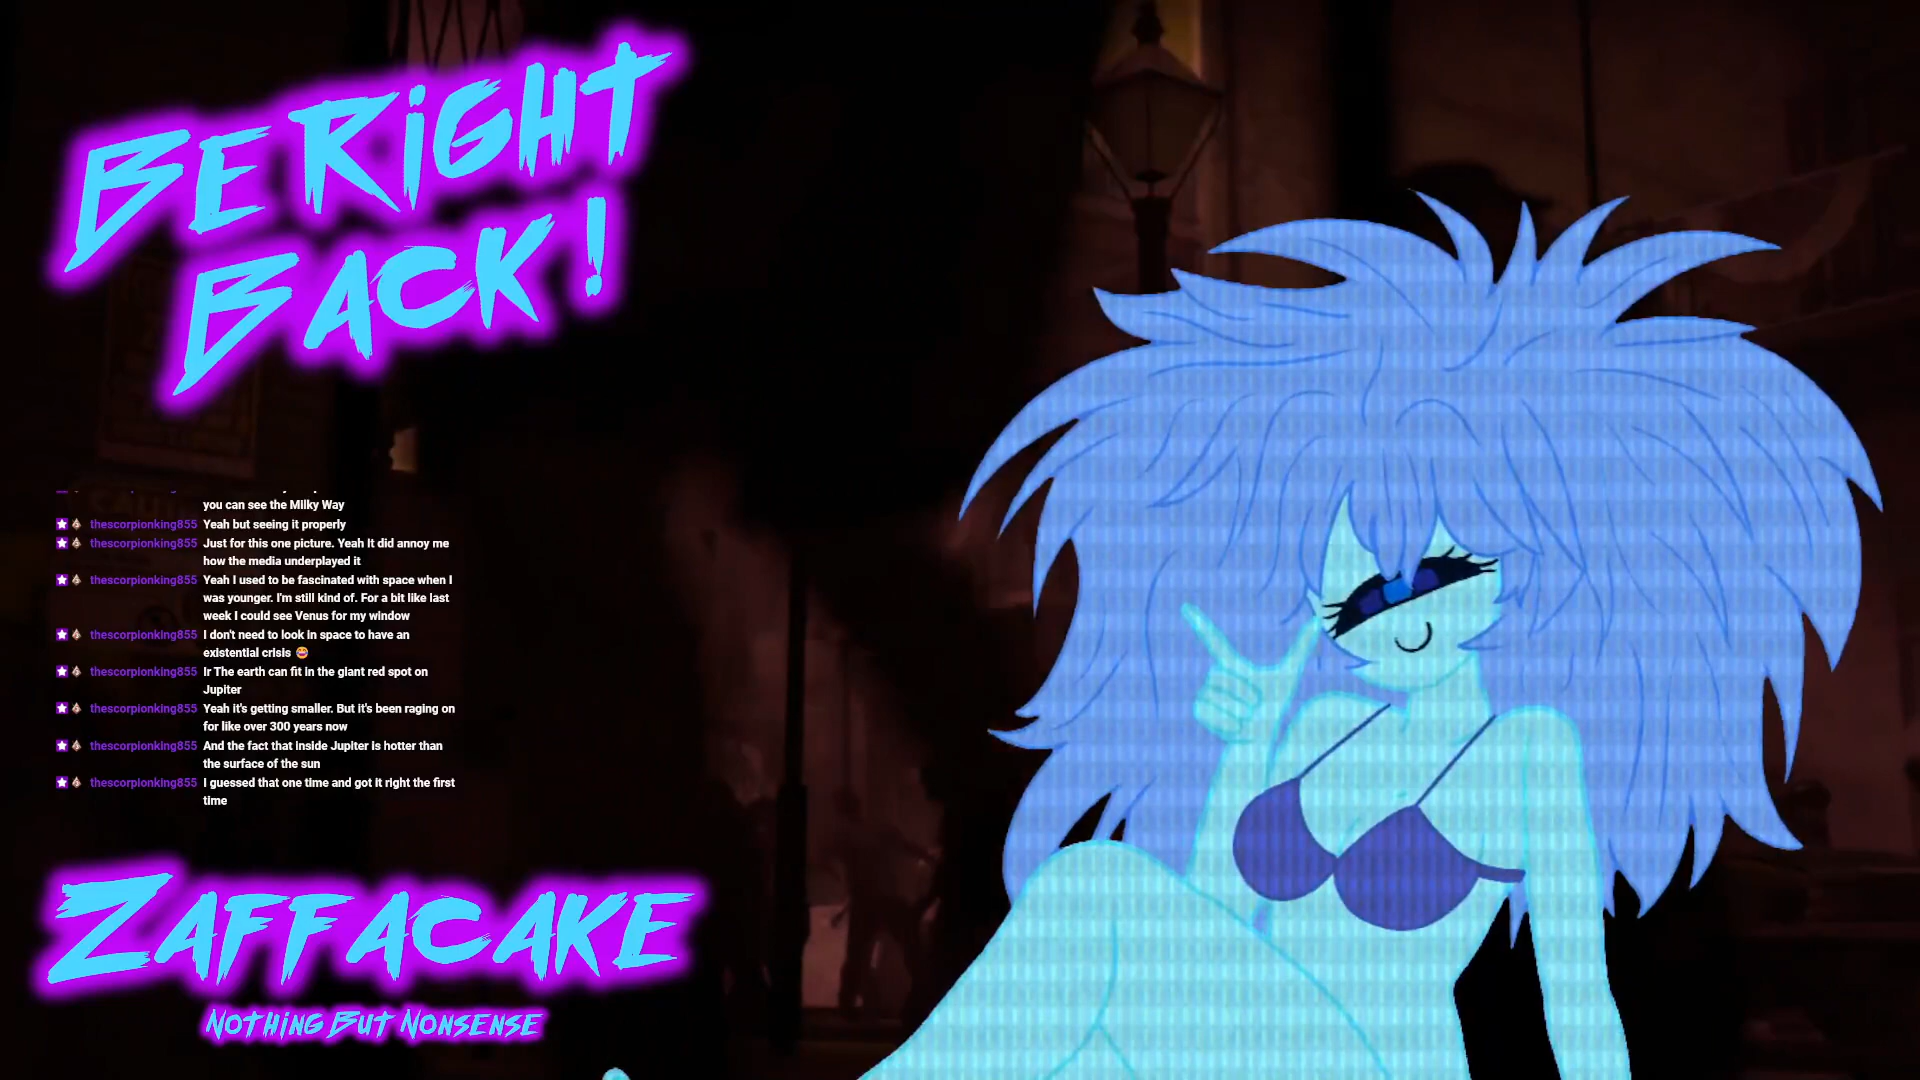 BE RIGHT
BACK!
you can see the Milky Way
thescorpionking855 Yeah but seeing it properly
thescorpionking855 Just for this one picture. Yeah It did annoy me
how the media underplayed it
thescorpionking855 Yeah I used to be fascinated with space when I
was younger. I'm still kind of. For a bit like last
week I could see Venus for my window
thescorpionking855 I don't need to look in space to have an
existential crisis 😂
thescorpionking855 Ir The earth can fit in the giant red spot on
Jupiter
thescorpionking855 Yeah it's getting smaller. But it's been raging on
for like over 300 years now
thescorpionking855 And the fact that inside Jupiter is hotter than
the surface of the sun
thescorpionking855 I guessed that one time and got it right the first
time
ZAFFACAKE
NOTHING BUT NONSENSE